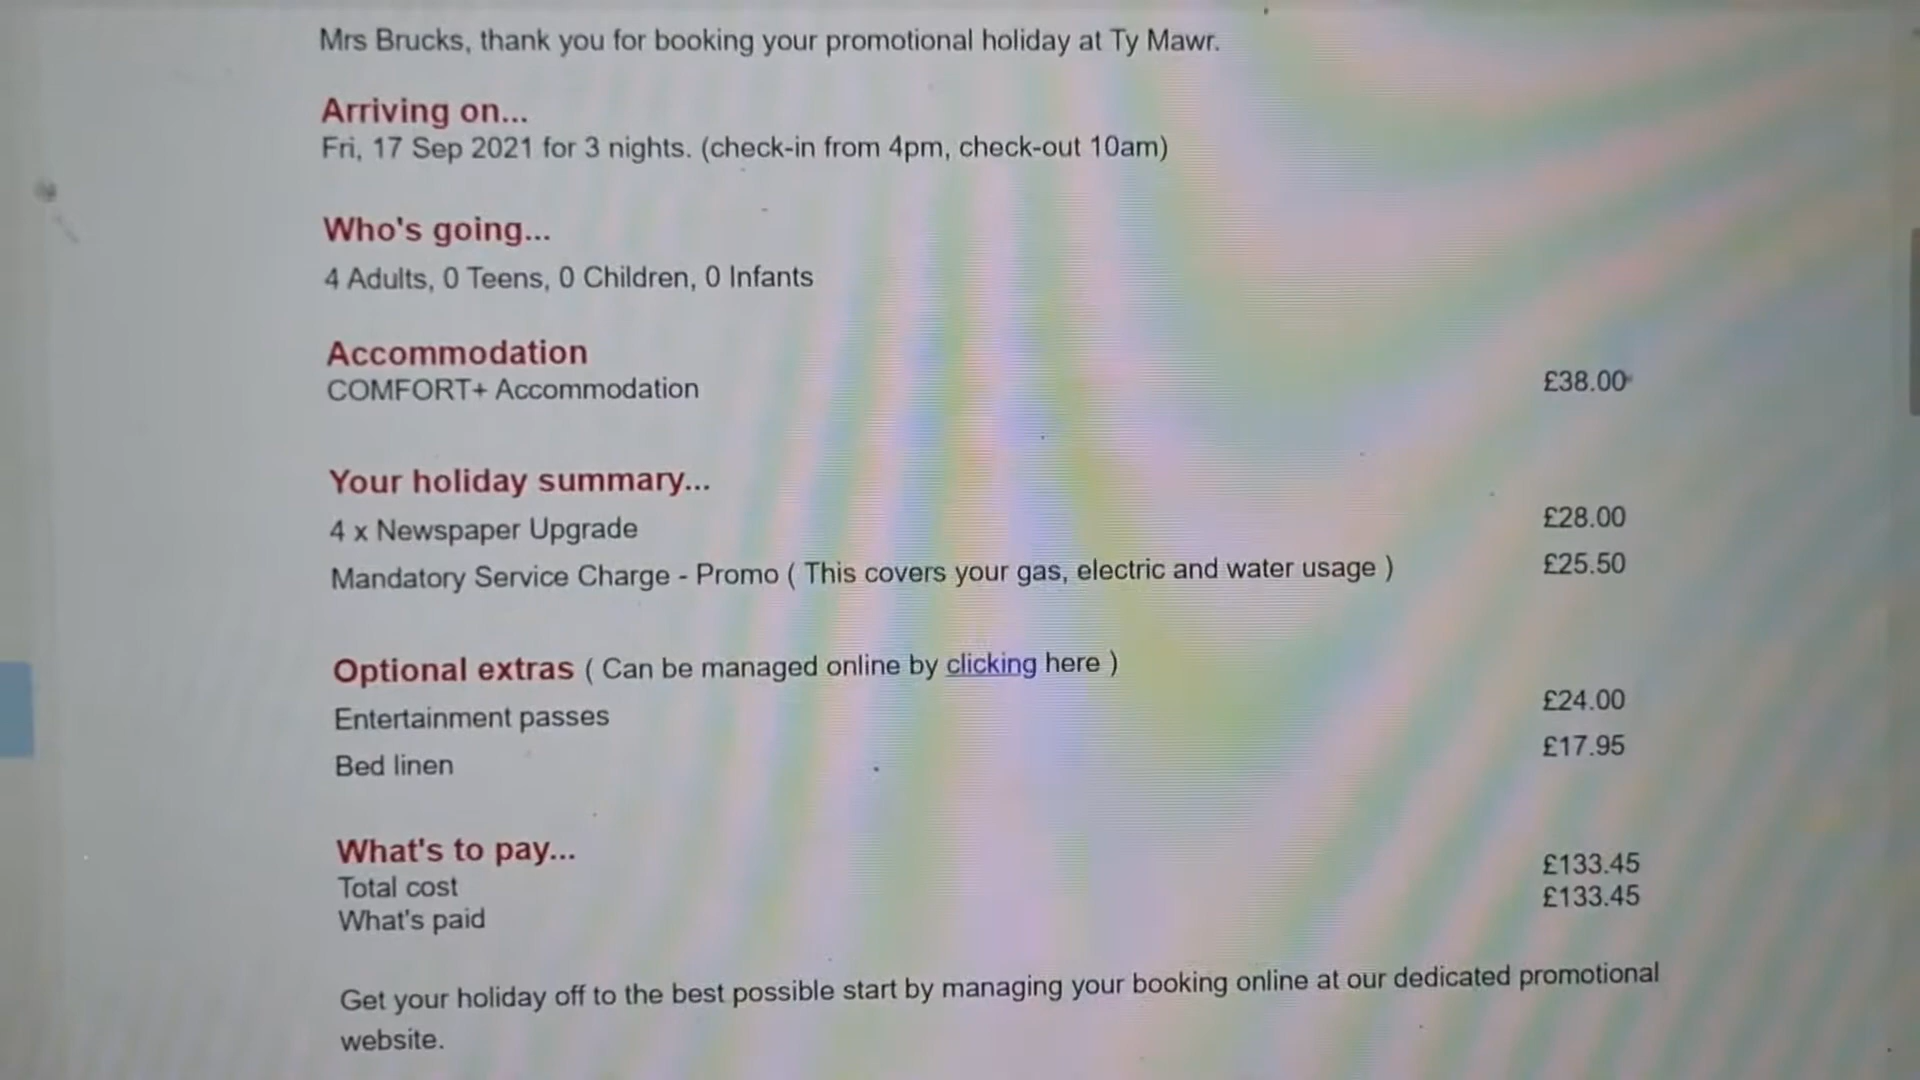 Mrs Brucks, thank you for booking your promotional holiday at Ty Mawr.
Arriving on...
Fri, 17 Sep 2021 for 3 nights. (check-in from 4pm, check-out 10am)
Who's going...
4 Adults, 0 Teens, 0 Children, 0 Infants
Accommodation
COMFORT+ Accommodation £38.00
Your holiday summary...
4 x Newspaper Upgrade £28.00
Mandatory Service Charge - Promo ( This covers your gas, electric and water usage ) £25.50
Optional extras ( Can be managed online by clicking here )
Entertainment passes £24.00
Bed linen £17.95
What's to pay...
Total cost £133.45
What's paid £133.45
Get your holiday off to the best possible start by managing your booking online at our dedicated promotional
website.